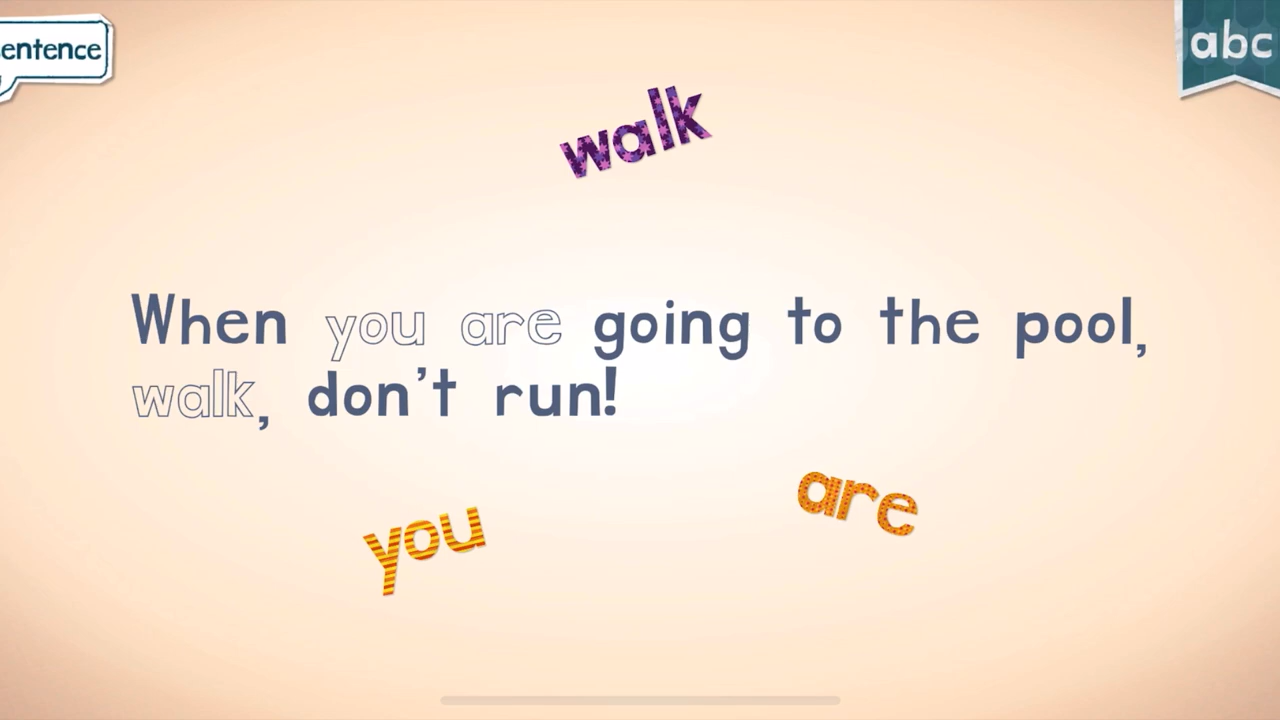 entence
abc
walk
When you are going to the pool,
walk, don't run!
you
are